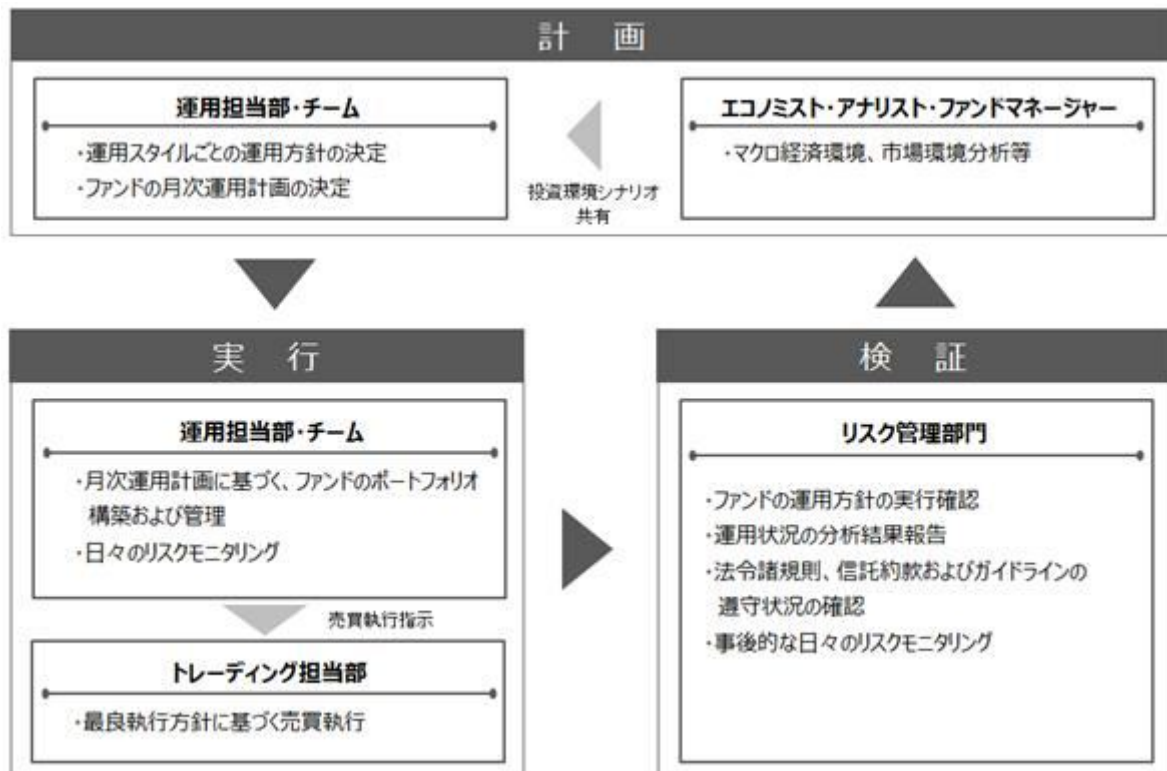 計 画
運用担当部・チーム
・運用スタイルごとの運用方針の決定
・ファンドの月次運用計画の決定
投資環境シナリオ
共有
エコノミスト・アナリスト・ファンドマネージャー
・マクロ経済環境、市場環境分析等
実 行
運用担当部・チーム
・月次運用計画に基づく、ファンドのポートフォリオ
構築および管理
・日々のリスクモニタリング
売買執行指示
トレーディング担当部
・最良執行方針に基づく売買執行
検 証
リスク管理部門
・ファンドの運用方針の実行確認
・運用状況の分析結果報告
・法令諸規則、信託約款およびガイドラインの
遵守状況の確認
・事後的な日々のリスクモニタリング